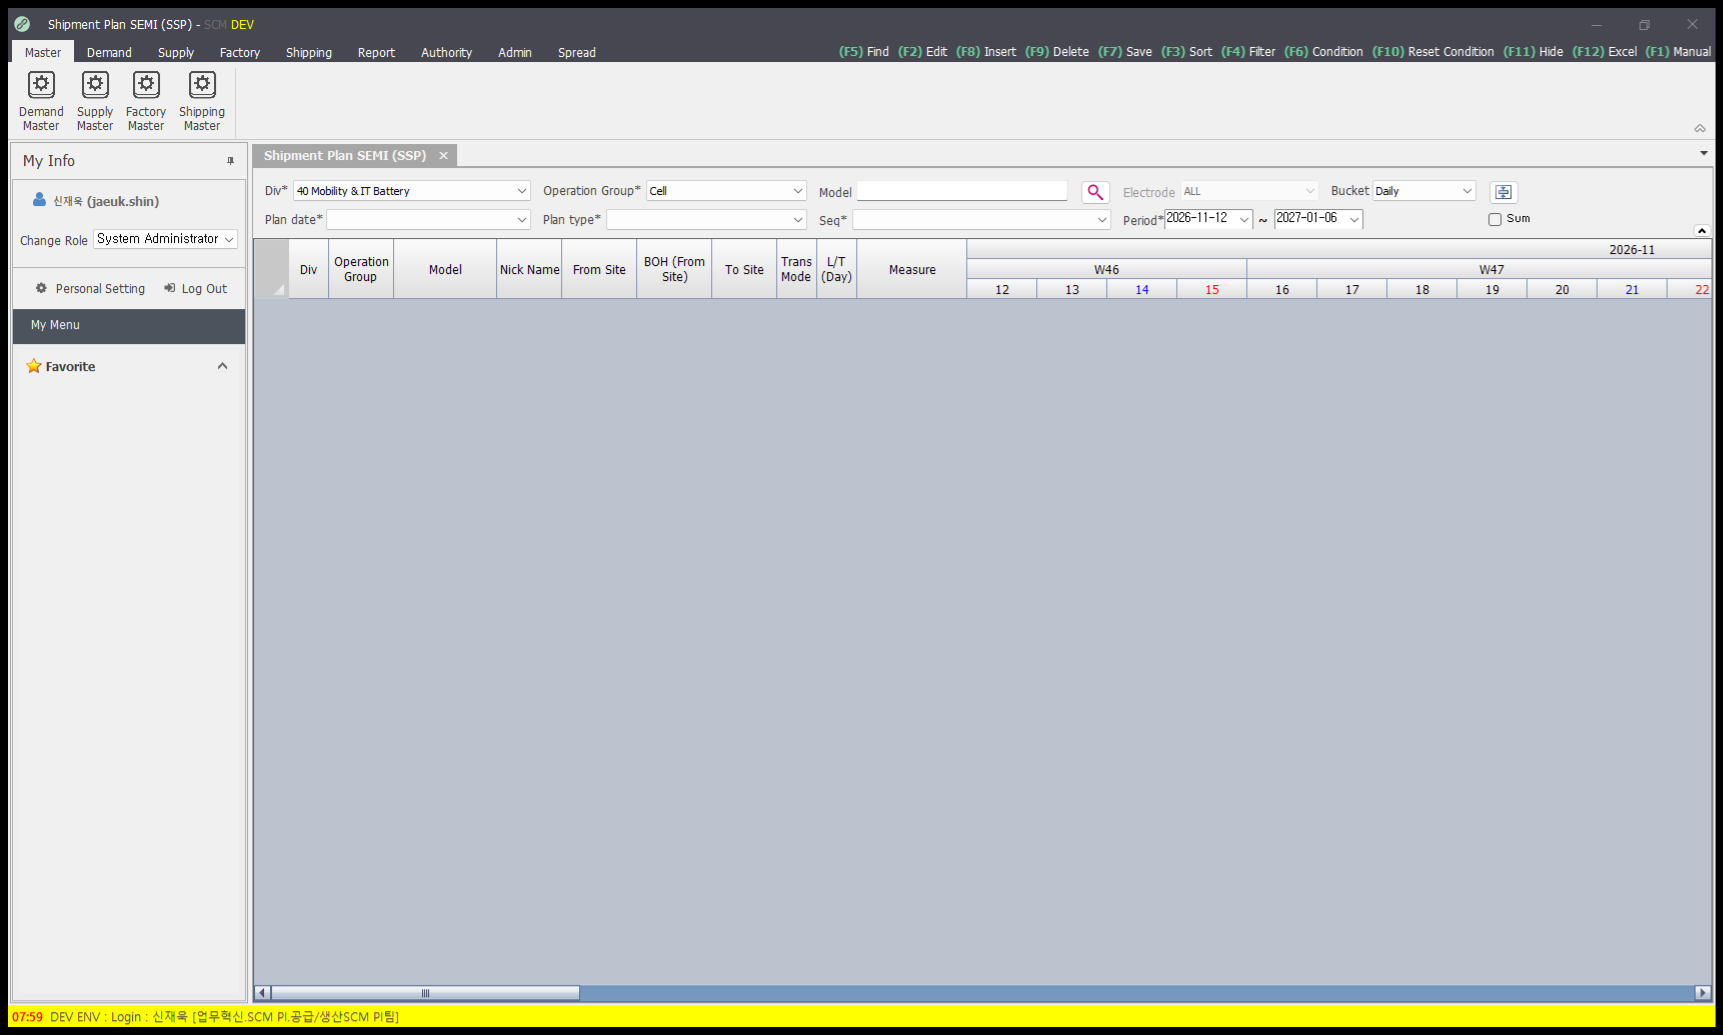 Shipment Plan SEMI (SSP) - SCM DEV
Master Demand Supply Factory Shipping Report Authority Admin Spread
(F5) Find (F2) Edit (F8) Insert (F9) Delete (F7) Save (F3) Sort (F4) Filter (F6) Condition (F10) Reset Condition (F11) Hide (F12) Excel (F1) Manual
Demand Master
Supply Master
Factory Master
Shipping Master
My Info
신재욱 (jaeuk.shin)
Change Role System Administrator
Personal Setting Log Out
My Menu
Favorite
Shipment Plan SEMI (SSP)
Div* 40 Mobility & IT Battery Operation Group* Cell Model Electrode ALL Bucket Daily
Plan date* Plan type* Seq* Period* 2026-11-12 ~ 2027-01-06 Sum
Div
Operation Group
Model
Nick Name
From Site
BOH (From Site)
To Site
Trans Mode
L/T (Day)
Measure
2026-11
W46 W47
12 13 14 15 16 17 18 19 20 21 22
07:59 DEV ENV : Login : 신재욱 [업무혁신.SCM PI.공급/생산SCM PI팀]